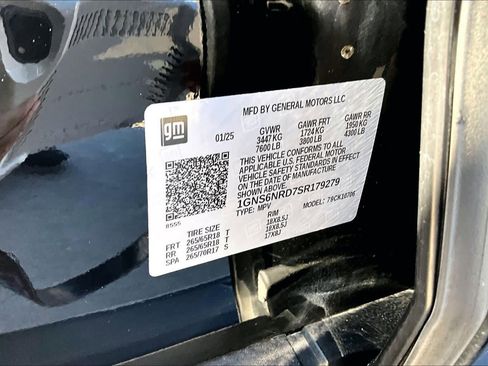 gm
MFD BY GENERAL MOTORS LLC
01/25 GVWR GAWR FRT GAWR RR
3447 KG 1724 KG 1950 KG
7600 LB 3800 LB 4300 LB
THIS VEHICLE CONFORMS TO ALL
APPLICABLE U.S. FEDERAL MOTOR
VEHICLE SAFETY STANDARDS IN
EFFECT ON THE DATE OF MANUFACTURE
SHOWN ABOVE.
1GNS6NRD7SR179279
TYPE: MPV MODEL: 79CK10706
8555
TIRE SIZE RIM
FRT 265/65R18 T 18X8.5J
RR 265/65R18 T 18X8.5J
SPA 265/70R17 S 17X8J